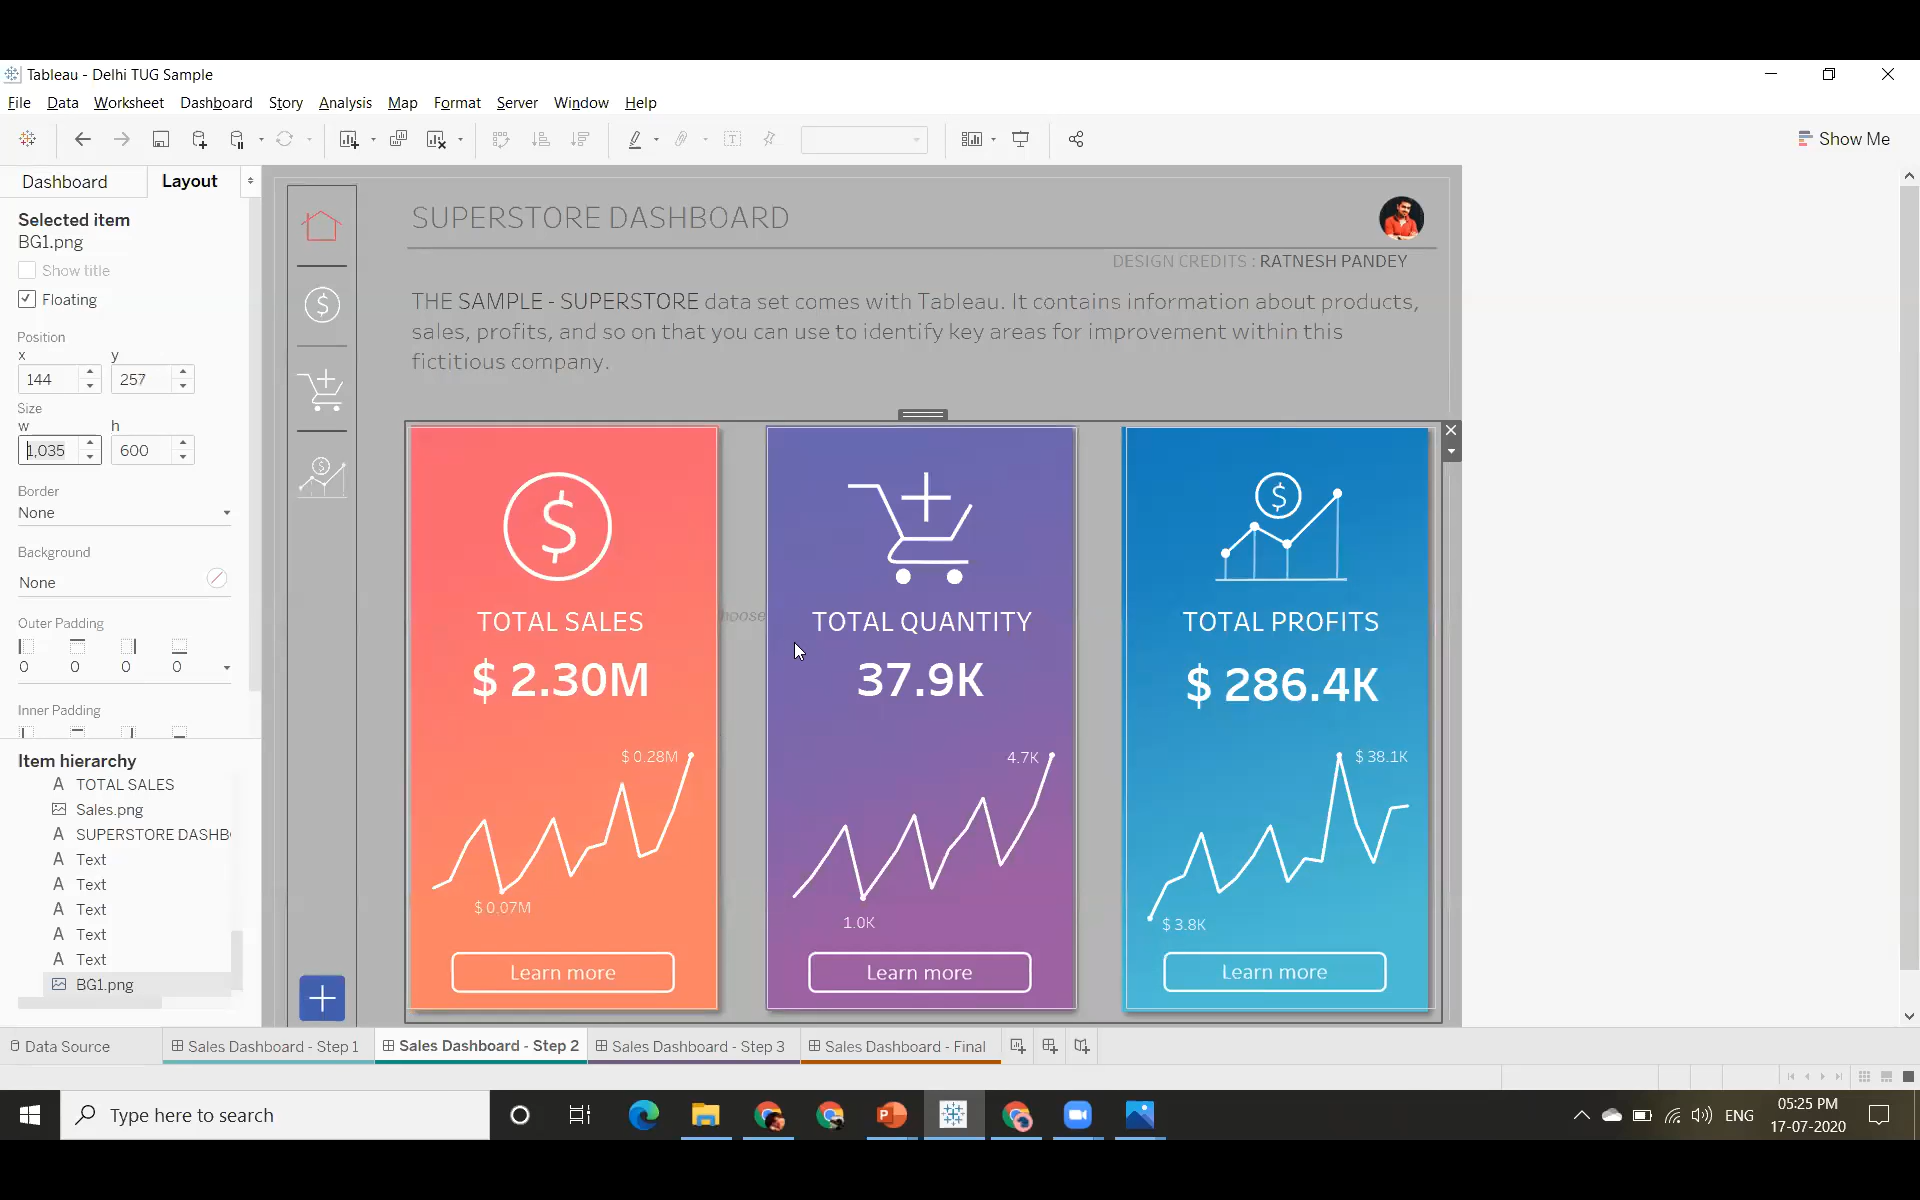 Tableau - Delhi TUG Sample
File Data Worksheet Dashboard Story Analysis Map Format Server Window Help
Show Me
Dashboard Layout
Selected item
BG1.png
Show title
Floating
Position
x y
144 257
Size
w h
1,035 600
Border
None
Background
None
Outer Padding
0 0 0 0
Inner Padding
Item hierarchy
TOTAL SALES
Sales.png
SUPERSTORE DASHB
Text
Text
Text
Text
Text
BG1.png
SUPERSTORE DASHBOARD
DESIGN CREDITS : RATNESH PANDEY
THE SAMPLE - SUPERSTORE data set comes with Tableau. It contains information about products,
sales, profits, and so on that you can use to identify key areas for improvement within this
fictitious company.
$
TOTAL SALES
$ 2.30M
$ 0.28M
$ 0.07M
Learn more
hoose
TOTAL QUANTITY
37.9K
4.7K
1.0K
Learn more
$
TOTAL PROFITS
$ 286.4K
$ 38.1K
$ 3.8K
Learn more
Data Source Sales Dashboard - Step 1 Sales Dashboard - Step 2 Sales Dashboard - Step 3 Sales Dashboard - Final
Type here to search
ENG
05:25 PM
17-07-2020